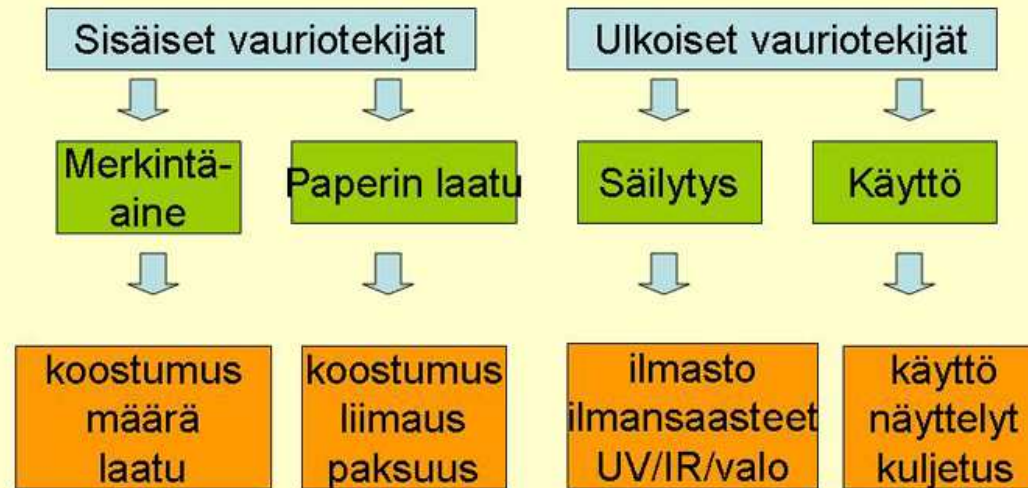 Sisäiset vauriotekijät
Ulkoiset vauriotekijät
Merkintä-
aine
Paperin laatu
Säilytys
Käyttö
koostumus
määrä
laatu
koostumus
liimaus
paksuus
ilmasto
ilmansaasteet
UV/IR/valo
käyttö
näyttelyt
kuljetus